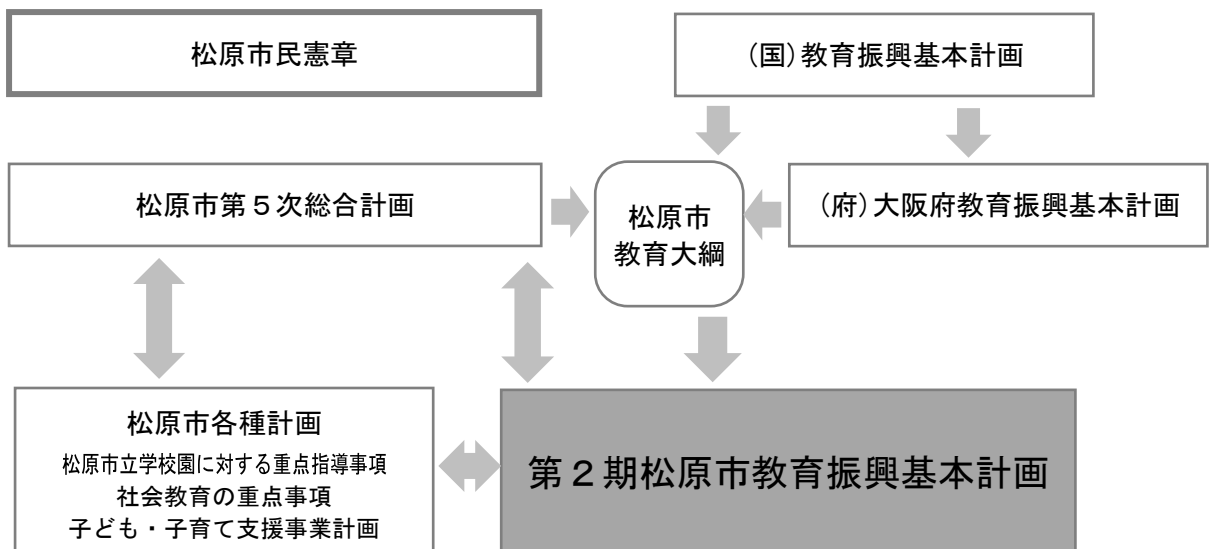 松原市民憲章
(国)教育振興基本計画
松原市第５次総合計画
松原市
教育大綱
(府)大阪府教育振興基本計画
松原市各種計画
松原市立学校園に対する重点指導事項
社会教育の重点事項
子ども・子育て支援事業計画
第２期松原市教育振興基本計画